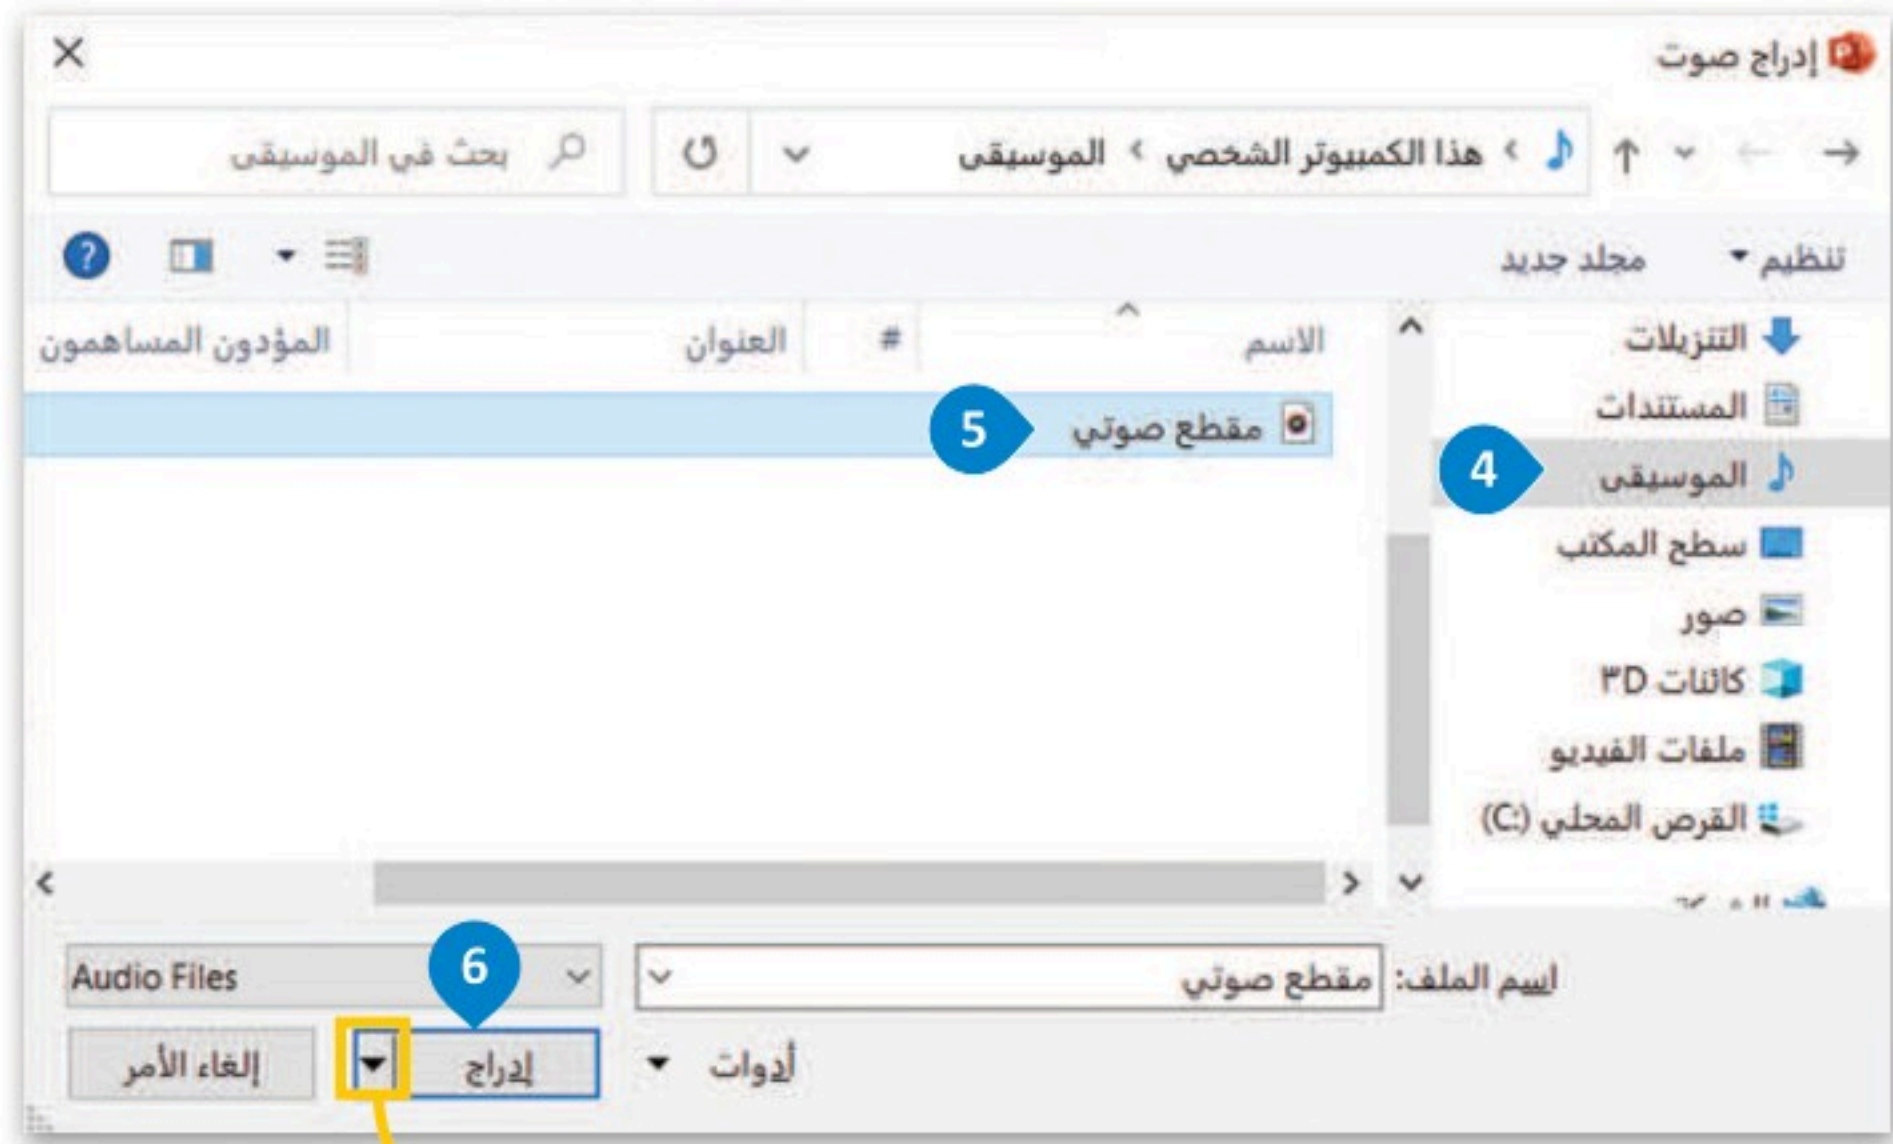 إدراج صوت
هذا الكمبيوتر الشخصي › الموسيقى
بحث في الموسيقى
تنظيم
مجلد جديد
?
التنزيلات
المستندات
الموسيقى
4
سطح المكتب
صور
كائنات ٣D
ملفات الفيديو
القرص المحلي (C:)
الاسم
#
العنوان
المؤدون المساهمون
مقطع صوتي
5
اسم الملف:
مقطع صوتي
Audio Files
6
أدوات
إدراج
إلغاء الأمر